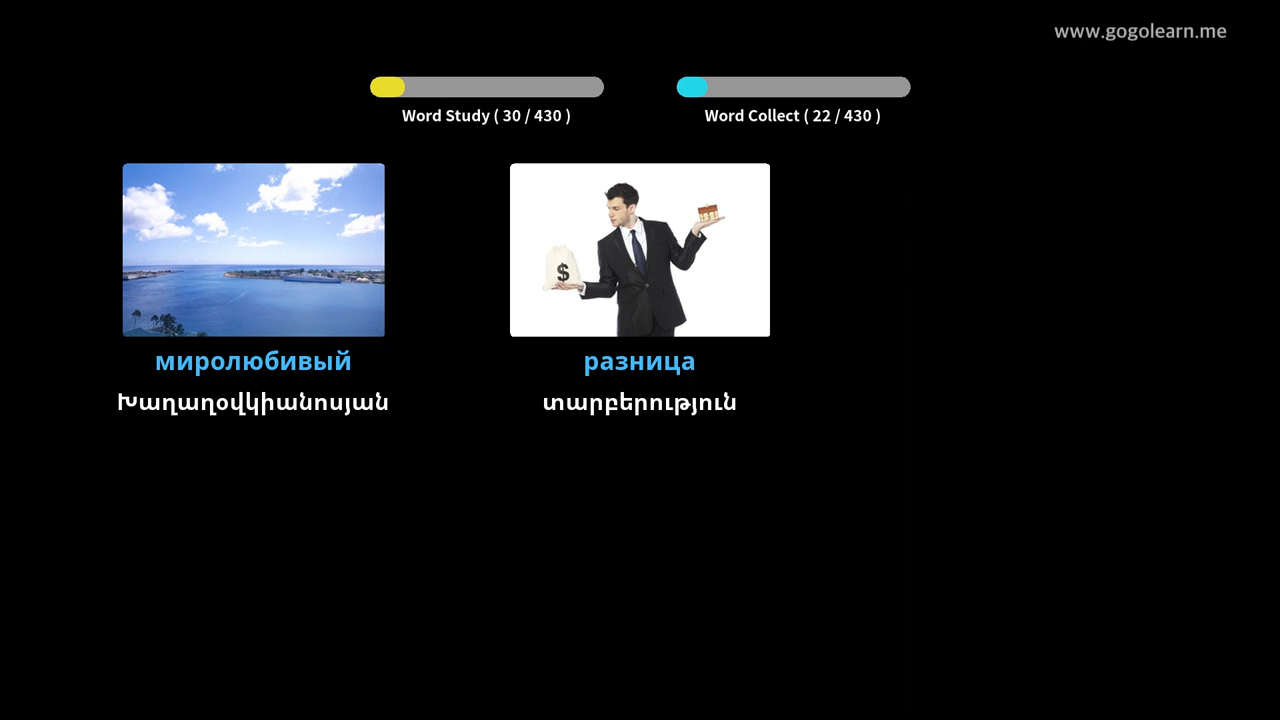 www.gogolearn.me
Word Study ( 30 / 430 )
Word Collect ( 22 / 430 )
$
миролюбивый
разница
Խաղաղօվկիանոսյան
տարբերություն